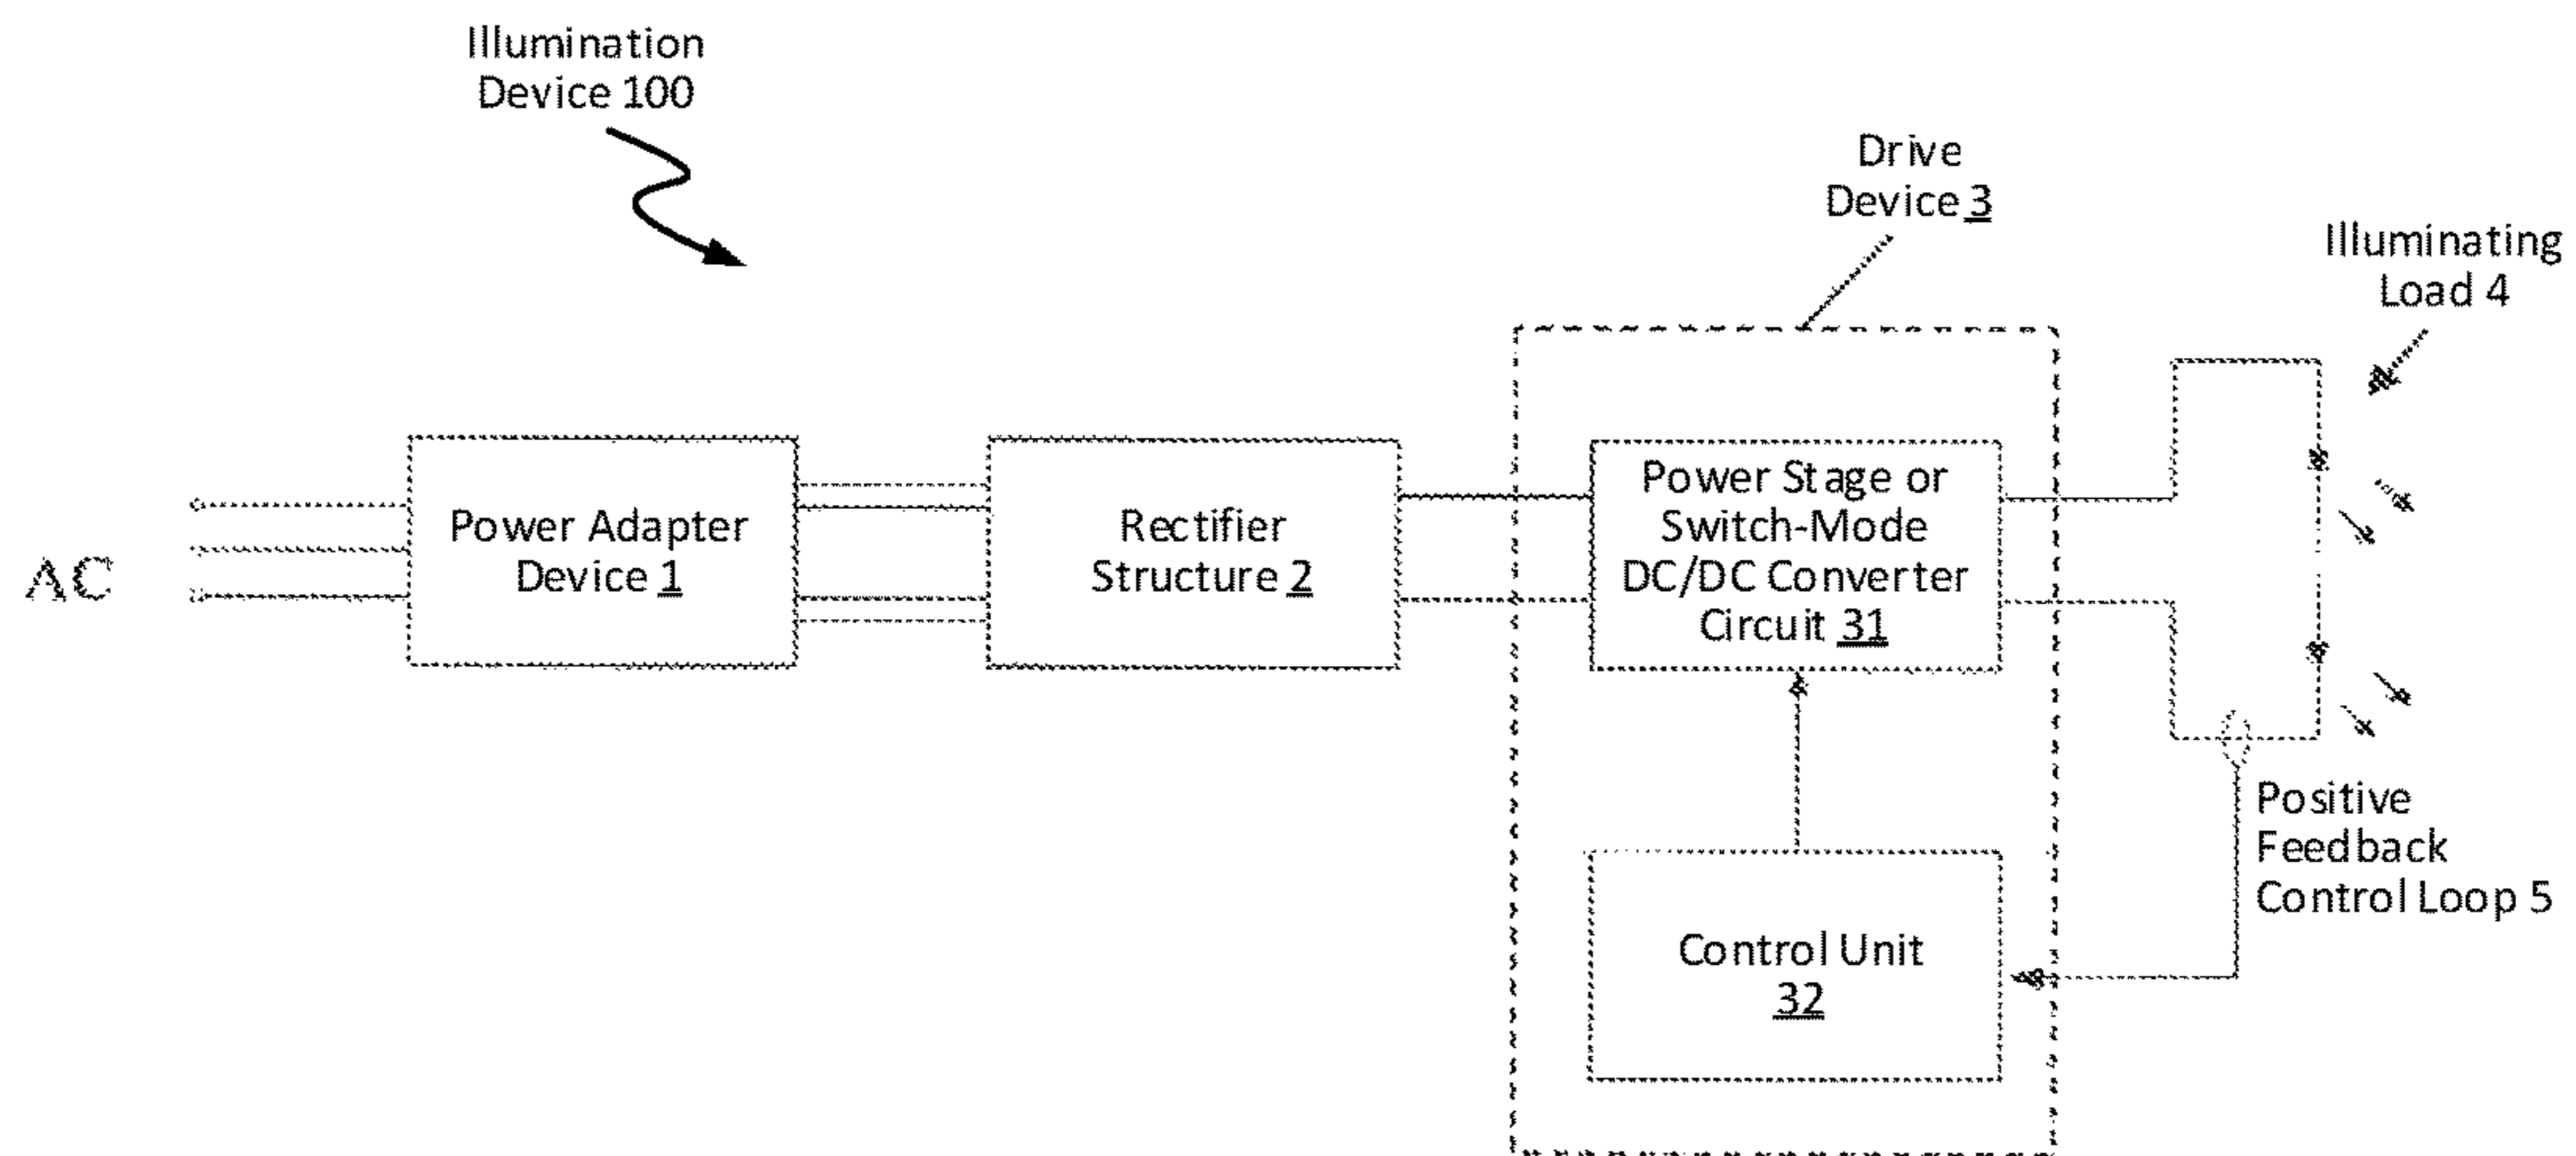 Illumination
Device 100
Drive
Device 3
Illuminating
Load 4
AC
Power Adapter
Device 1
Rectifier
Structure 2
Power Stage or
Switch-Mode
DC/DC Converter
Circuit 31
Positive
Feedback
Control Loop 5
Control Unit
32